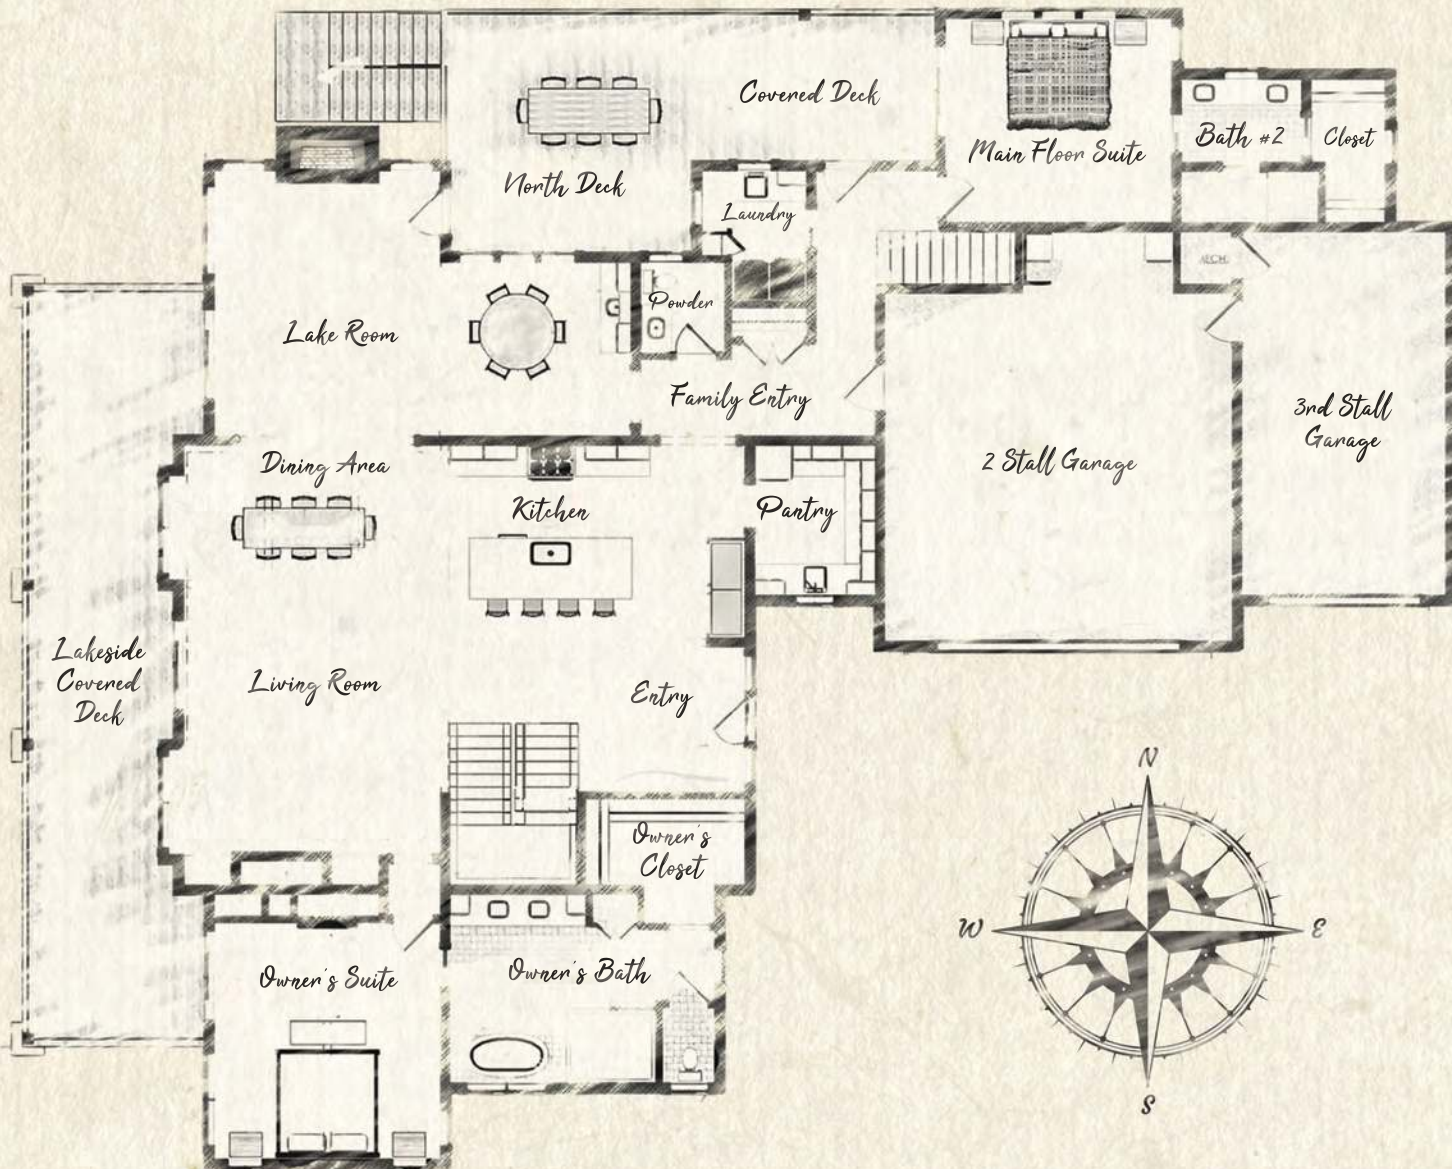 Covered Deck
Main Floor Suite
Bath #2
Closet
North Deck
Laundry
MECH.
Powder
Lake Room
Family Entry
3rd Stall
Garage
2 Stall Garage
Dining Area
Kitchen
Pantry
Lakeside
Covered
Deck
Living Room
Entry
Owner's
Closet
Owner's Suite
Owner's Bath
N
W
E
S